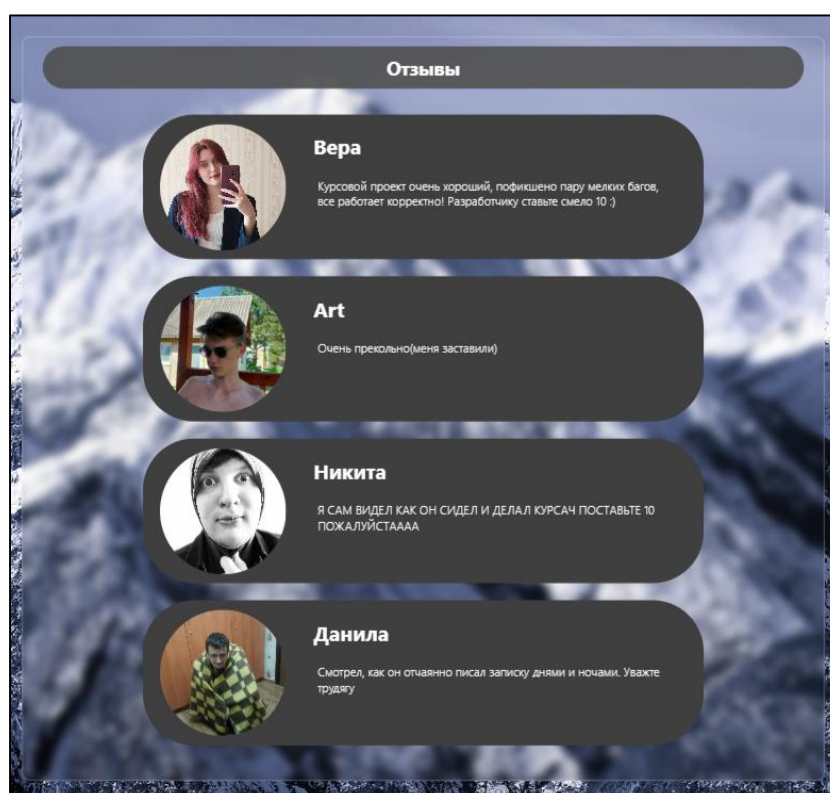 Отзывы
Вера
Курсовой проект очень хороший, пофикшено пару мелких багов,
все работает корректно! Разработчику ставьте смело 10 :)
Art
Очень прекольно(меня заставили)
Никита
Я САМ ВИДЕЛ КАК ОН СИДЕЛ И ДЕЛАЛ КУРСАЧ ПОСТАВЬТЕ 10
ПОЖАЛУЙСТАААА
Данила
Смотрел, как он отчаянно писал записку днями и ночами. Уважте
трудягу